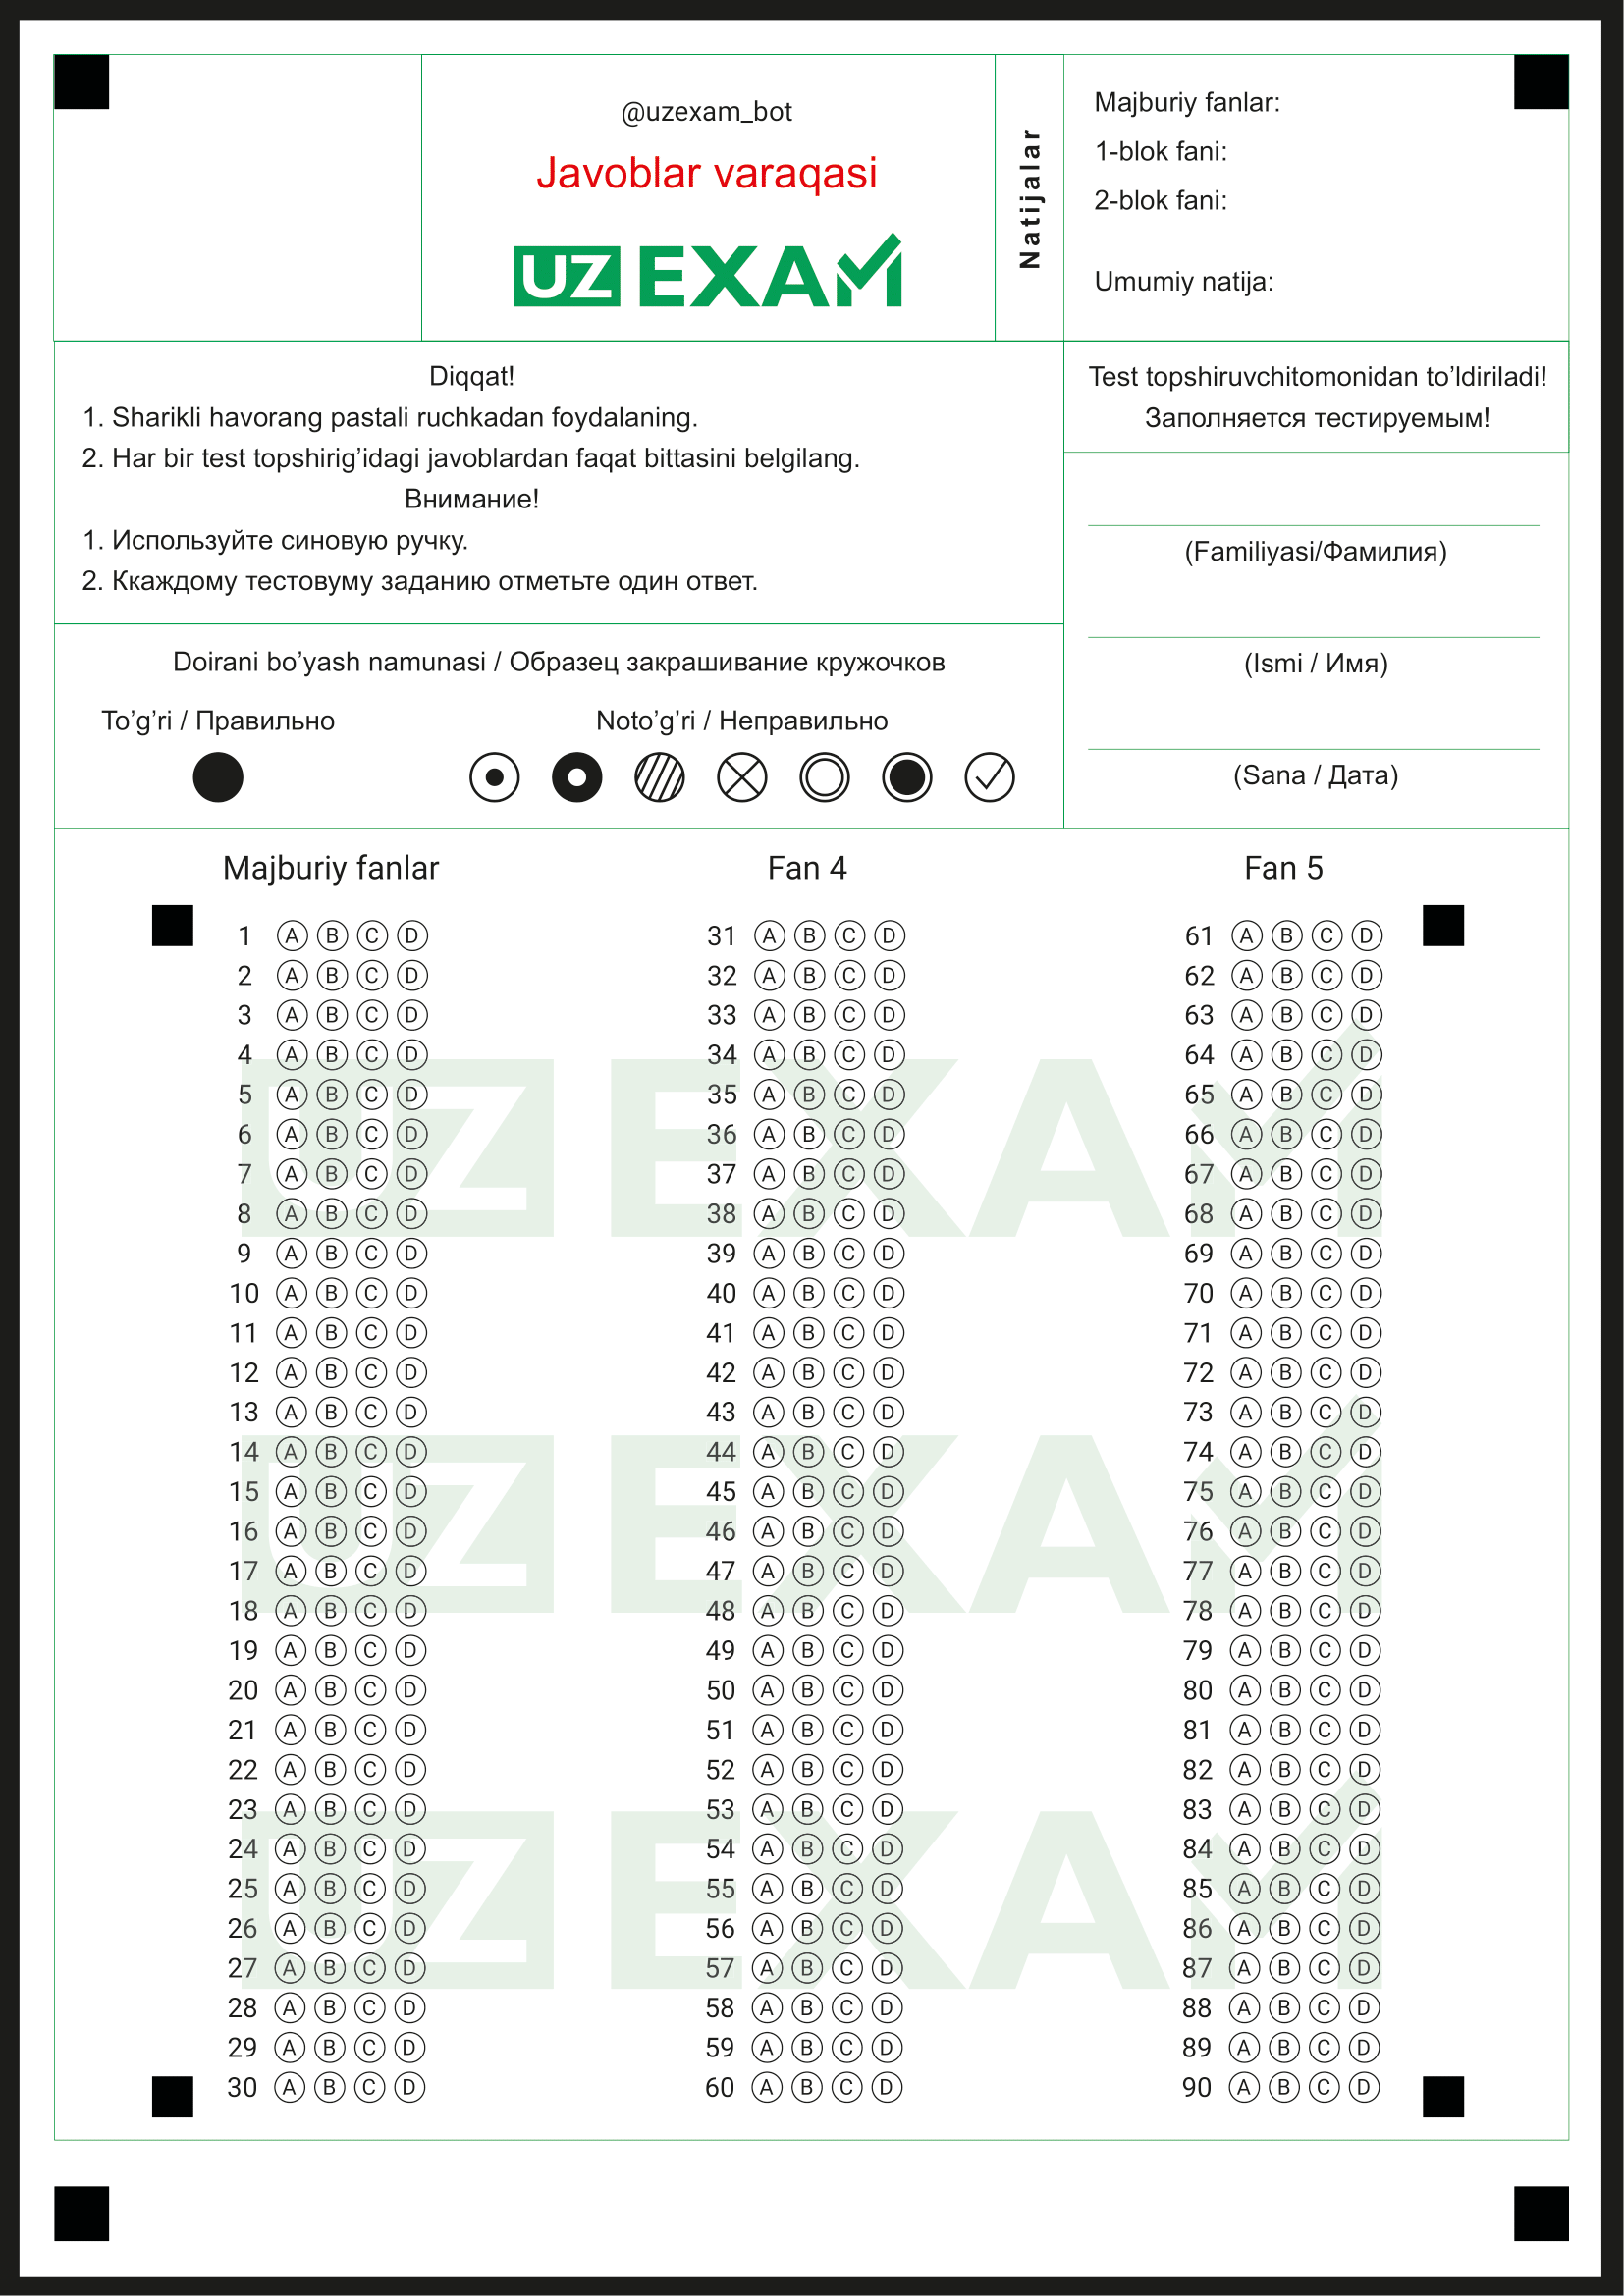 @uzexam_bot
Javoblar varaqasi
UZEXAM
Natijalar
Majburiy fanlar:
1-blok fani:
2-blok fani:
Umumiy natija:
Diqqat!
1. Sharikli havorang pastali ruchkadan foydalaning.
2. Har bir test topshirig’idagi javoblardan faqat bittasini belgilang.
Внимание!
1. Используйте синовую ручку.
2. Ккаждому тестовуму заданию отметьте один ответ.
Test topshiruvchitomonidan to’ldiriladi!
Заполняется тестируемым!
(Familiyasi/Фамилия)
(Ismi / Имя)
(Sana / Дата)
Doirani bo’yash namunasi / Образец закрашивание кружочков
To’g’ri / Правильно
Noto’g’ri / Неправильно
Majburiy fanlar
1 A B C D
2 A B C D
3 A B C D
4 A B C D
5 A B C D
6 A B C D
7 A B C D
8 A B C D
9 A B C D
10 A B C D
11 A B C D
12 A B C D
13 A B C D
14 A B C D
15 A B C D
16 A B C D
17 A B C D
18 A B C D
19 A B C D
20 A B C D
21 A B C D
22 A B C D
23 A B C D
24 A B C D
25 A B C D
26 A B C D
27 A B C D
28 A B C D
29 A B C D
30 A B C D
Fan 4
31 A B C D
32 A B C D
33 A B C D
34 A B C D
35 A B C D
36 A B C D
37 A B C D
38 A B C D
39 A B C D
40 A B C D
41 A B C D
42 A B C D
43 A B C D
44 A B C D
45 A B C D
46 A B C D
47 A B C D
48 A B C D
49 A B C D
50 A B C D
51 A B C D
52 A B C D
53 A B C D
54 A B C D
55 A B C D
56 A B C D
57 A B C D
58 A B C D
59 A B C D
60 A B C D
Fan 5
61 A B C D
62 A B C D
63 A B C D
64 A B C D
65 A B C D
66 A B C D
67 A B C D
68 A B C D
69 A B C D
70 A B C D
71 A B C D
72 A B C D
73 A B C D
74 A B C D
75 A B C D
76 A B C D
77 A B C D
78 A B C D
79 A B C D
80 A B C D
81 A B C D
82 A B C D
83 A B C D
84 A B C D
85 A B C D
86 A B C D
87 A B C D
88 A B C D
89 A B C D
90 A B C D
UZEXAM
UZEXAM
UZEXAM